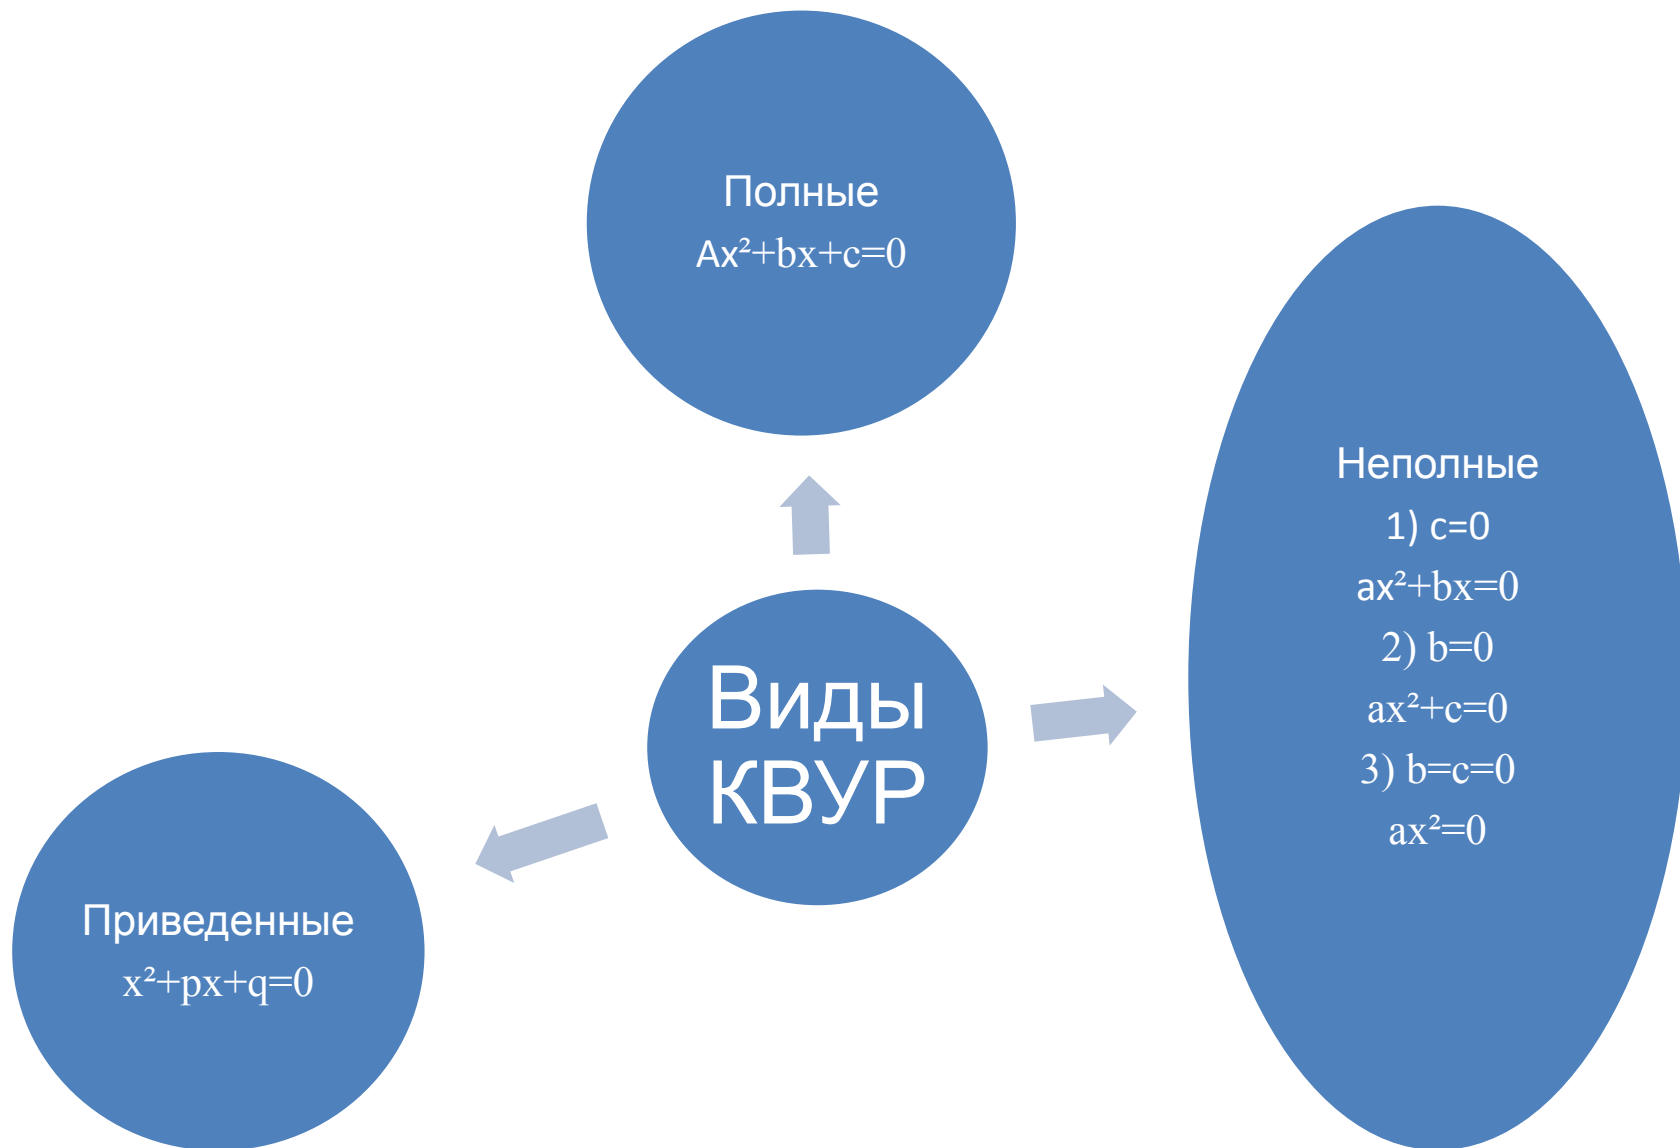 Полные
Ax²+bx+c=0
Неполные
1) c=0
ax²+bx=0
2) b=0
ax²+c=0
3) b=c=0
ax²=0
Виды
КВУР
Приведенные
x²+px+q=0